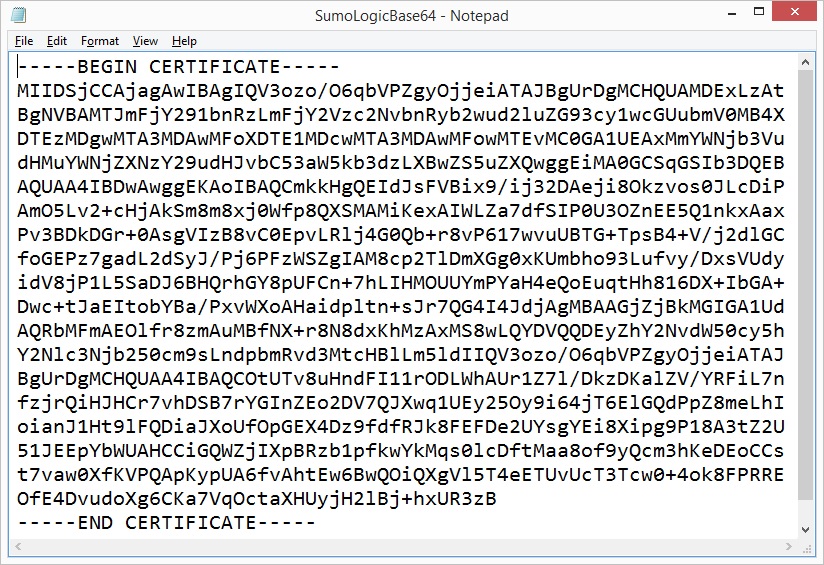 SumoLogicBase64 - Notepad
File Edit Format View Help
-----BEGIN CERTIFICATE-----
MIIDSjCCAjagAwIBAgIQV3ozo/O6qbVPZgyOjjeiATAJBgUrDgMCHQUAMDExLzAt
BgNVBAMTJmFjY291bnRzLmFjY2Vzc2NvbnRyb2wud2luZG93cy1wcGUubmV0MB4X
DTEzMDgwMTA3MDAwMFoXDTE1MDcwMTA3MDAwMFowMTEvMC0GA1UEAxMmYWNjb3Vu
dHMuYWNjZXNzY29udHJvbC53aW5kb3dzLXBwZS5uZXQwggEiMA0GCSqGSIb3DQEB
AQUAA4IBDwAwggEKAoIBAQCmkkHgQEIdJsFVBix9/ij32DAeji8Okzvos0JLcDiP
AmO5Lv2+cHjAkSm8m8xj0Wfp8QXSMAMiKexAIWLZa7dfSIP0U3OZnEE5Q1nkxAax
Pv3BDkDGr+0AsgVIzB8vC0EpvLRlj4G0Qb+r8vP617wvuUBTG+TpsB4+V/j2dlGC
foGEPz7gadL2dSyJ/Pj6PFzWSZgIAM8cp2TlDmXGg0xKUmbho93Lufvy/DxsVUdy
idV8jP1L5SaDJ6BHQrhGY8pUFCn+7hLIHMOUUYmPYaH4eQoEuqtHh816DX+IbGA+
Dwc+tJaEItobYBa/PxvWXoAHaidpltn+sJr7QG4I4JdjAgMBAAGjZjBkMGIGA1Ud
AQRbMFmAEOlfr8zmAuMBfNX+r8N8dxKhMzAxMS8wLQYDVQQDEyZhY2NvdW50cy5h
Y2Nlc3Njb250cm9sLndpbmRvd3MtcHBlLm5ldIIQV3ozo/O6qbVPZgyOjjeiATAJ
BgUrDgMCHQUAA4IBAQCOtUTv8uHndFI11rODLWhAUr1Z7l/DkzDKalZV/YRFiL7n
fzjrQiHJHCr7vhDSB7rYGInZEo2DV7QJXwq1UEy25Oy9i64jT6ElGQdPpZ8meLhI
oianJ1Ht9lFQDiaJXoUfOpGEX4Dz9fdfRJk8FEFDe2UYsgYEi8Xipg9P18A3tZ2U
51JEEpYbWUAHCCiGQWZjIXpBRzb1pfkwYkMqs0lcDftMaa8of9yQcm3hKeDEoCCs
t7vaw0XfKVPQApKypUA6fvAhtEw6BwQOiQXgVl5T4eETUvUcT3Tcw0+4ok8FPRRE
OfE4DvudoXg6CKa7VqOctaXHUyjH2lBj+hxUR3zB
-----END CERTIFICATE-----